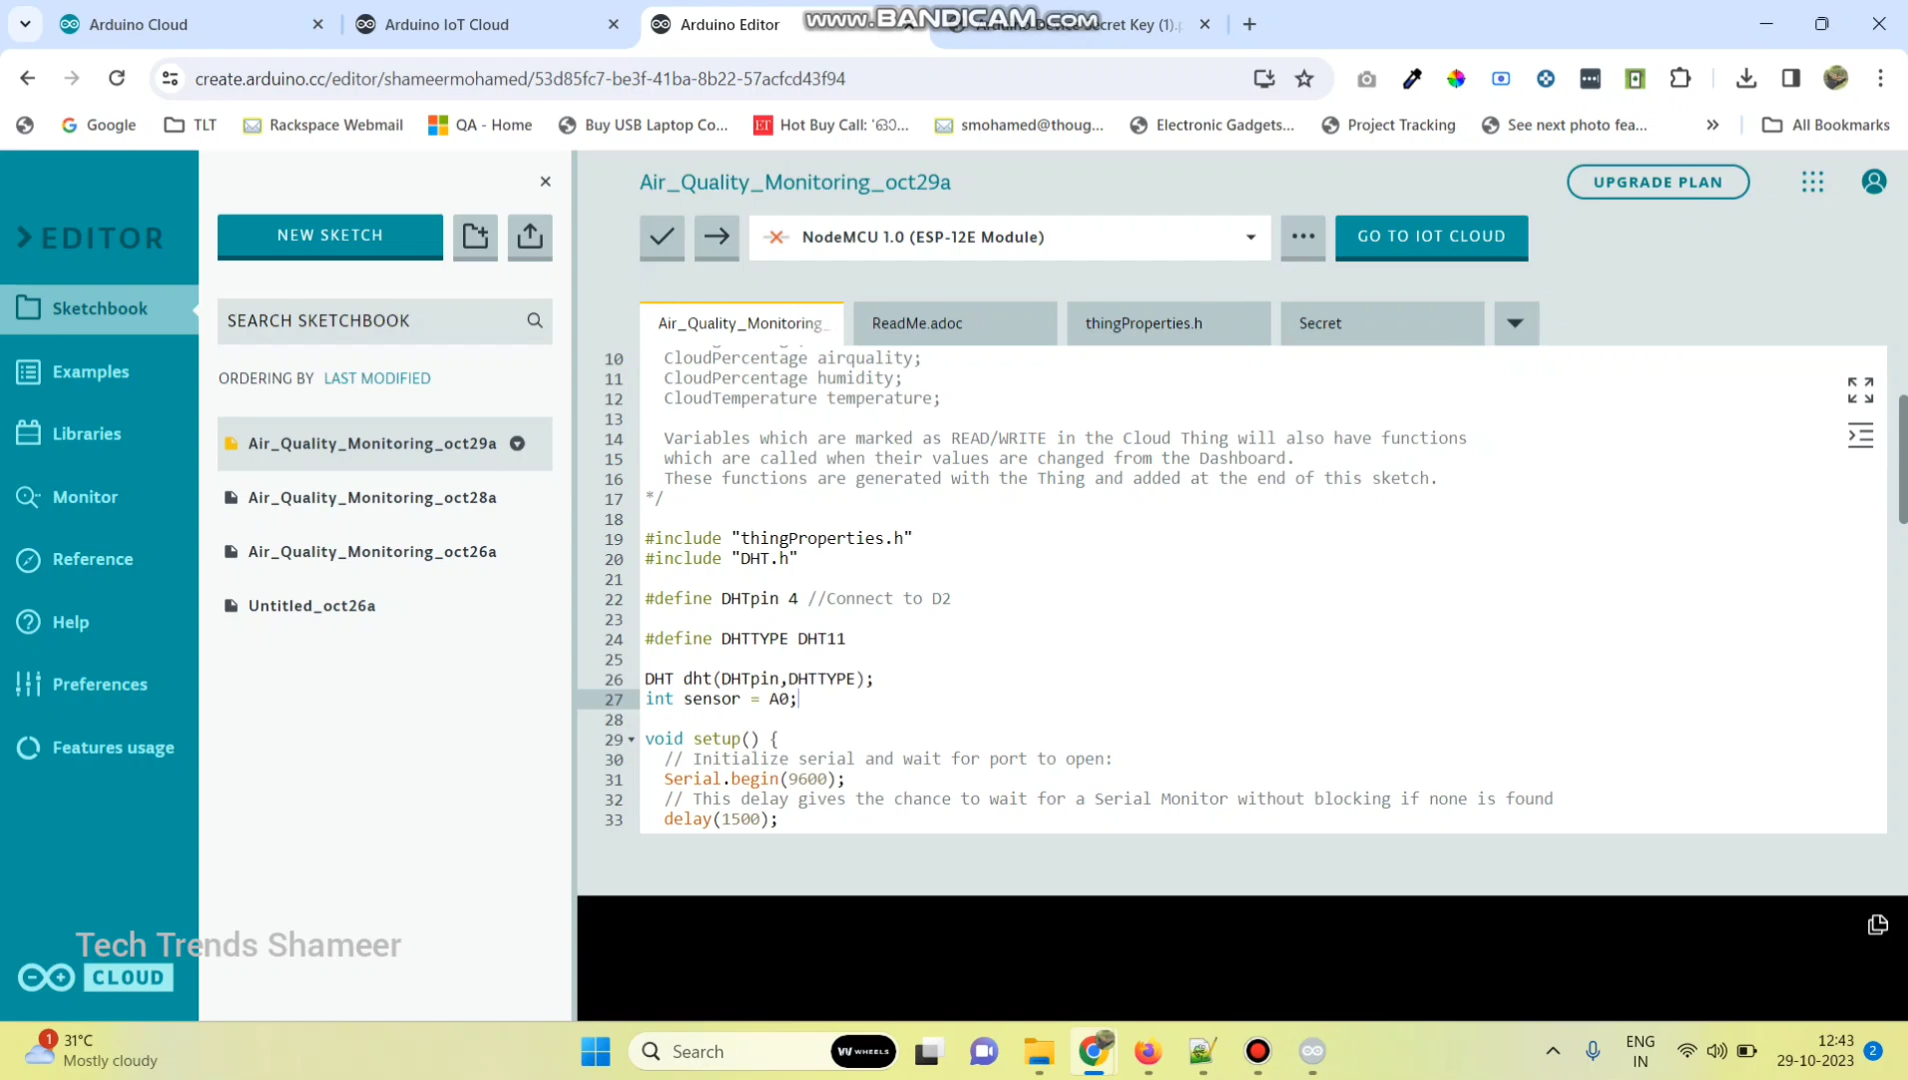 Arduino Cloud
Arduino IoT Cloud
Arduino Editor
www.BANDICAM.com
Arduino Device Secret Key (1).p
create.arduino.cc/editor/shameermohamed/53d85fc7-be3f-41ba-8b22-57acfcd43f94
Google
TLT
Rackspace Webmail
QA - Home
Buy USB Laptop Co...
ET
Hot Buy Call: 'ഓ...
smohamed@thoug...
Electronic Gadgets...
Project Tracking
See next photo fea...
»
All Bookmarks
Air_Quality_Monitoring_oct29a
UPGRADE PLAN
EDITOR
NEW SKETCH
NodeMCU 1.0 (ESP-12E Module)
GO TO IOT CLOUD
Sketchbook
SEARCH SKETCHBOOK
Air_Quality_Monitoring_
ReadMe.adoc
thingProperties.h
Secret
Examples
ORDERING BY LAST MODIFIED
Libraries
Air_Quality_Monitoring_oct29a
Monitor
Air_Quality_Monitoring_oct28a
Reference
Air_Quality_Monitoring_oct26a
Help
Untitled_oct26a
Preferences
Features usage
10 CloudPercentage airquality;
11 CloudPercentage humidity;
12 CloudTemperature temperature;
13
14 Variables which are marked as READ/WRITE in the Cloud Thing will also have functions
15 which are called when their values are changed from the Dashboard.
16 These functions are generated with the Thing and added at the end of this sketch.
17 */
18
19 #include "thingProperties.h"
20 #include "DHT.h"
21
22 #define DHTpin 4 //Connect to D2
23
24 #define DHTTYPE DHT11
25
26 DHT dht(DHTpin,DHTTYPE);
27 int sensor = A0;
28
29 void setup() {
30 // Initialize serial and wait for port to open:
31 Serial.begin(9600);
32 // This delay gives the chance to wait for a Serial Monitor without blocking if none is found
33 delay(1500);
Tech Trends Shameer
CLOUD
1
31°C
Mostly cloudy
Search
WHEELS
ENG
IN
12:43
29-10-2023
2